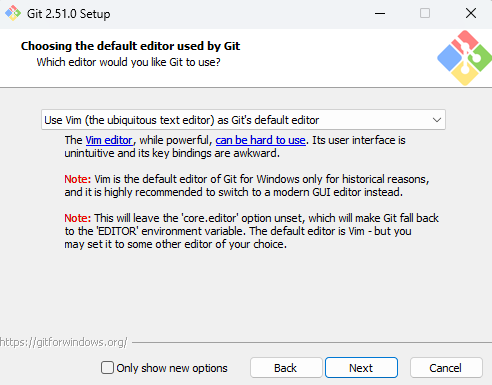 Git 2.51.0 Setup
Choosing the default editor used by Git
Which editor would you like Git to use?
Use Vim (the ubiquitous text editor) as Git's default editor
The Vim editor, while powerful, can be hard to use. Its user interface is
unintuitive and its key bindings are awkward.
Note: Vim is the default editor of Git for Windows only for historical reasons,
and it is highly recommended to switch to a modern GUI editor instead.
Note: This will leave the 'core.editor' option unset, which will make Git fall back
to the 'EDITOR' environment variable. The default editor is Vim - but you
may set it to some other editor of your choice.
https://gitforwindows.org/
Only show new options
Back
Next
Cancel